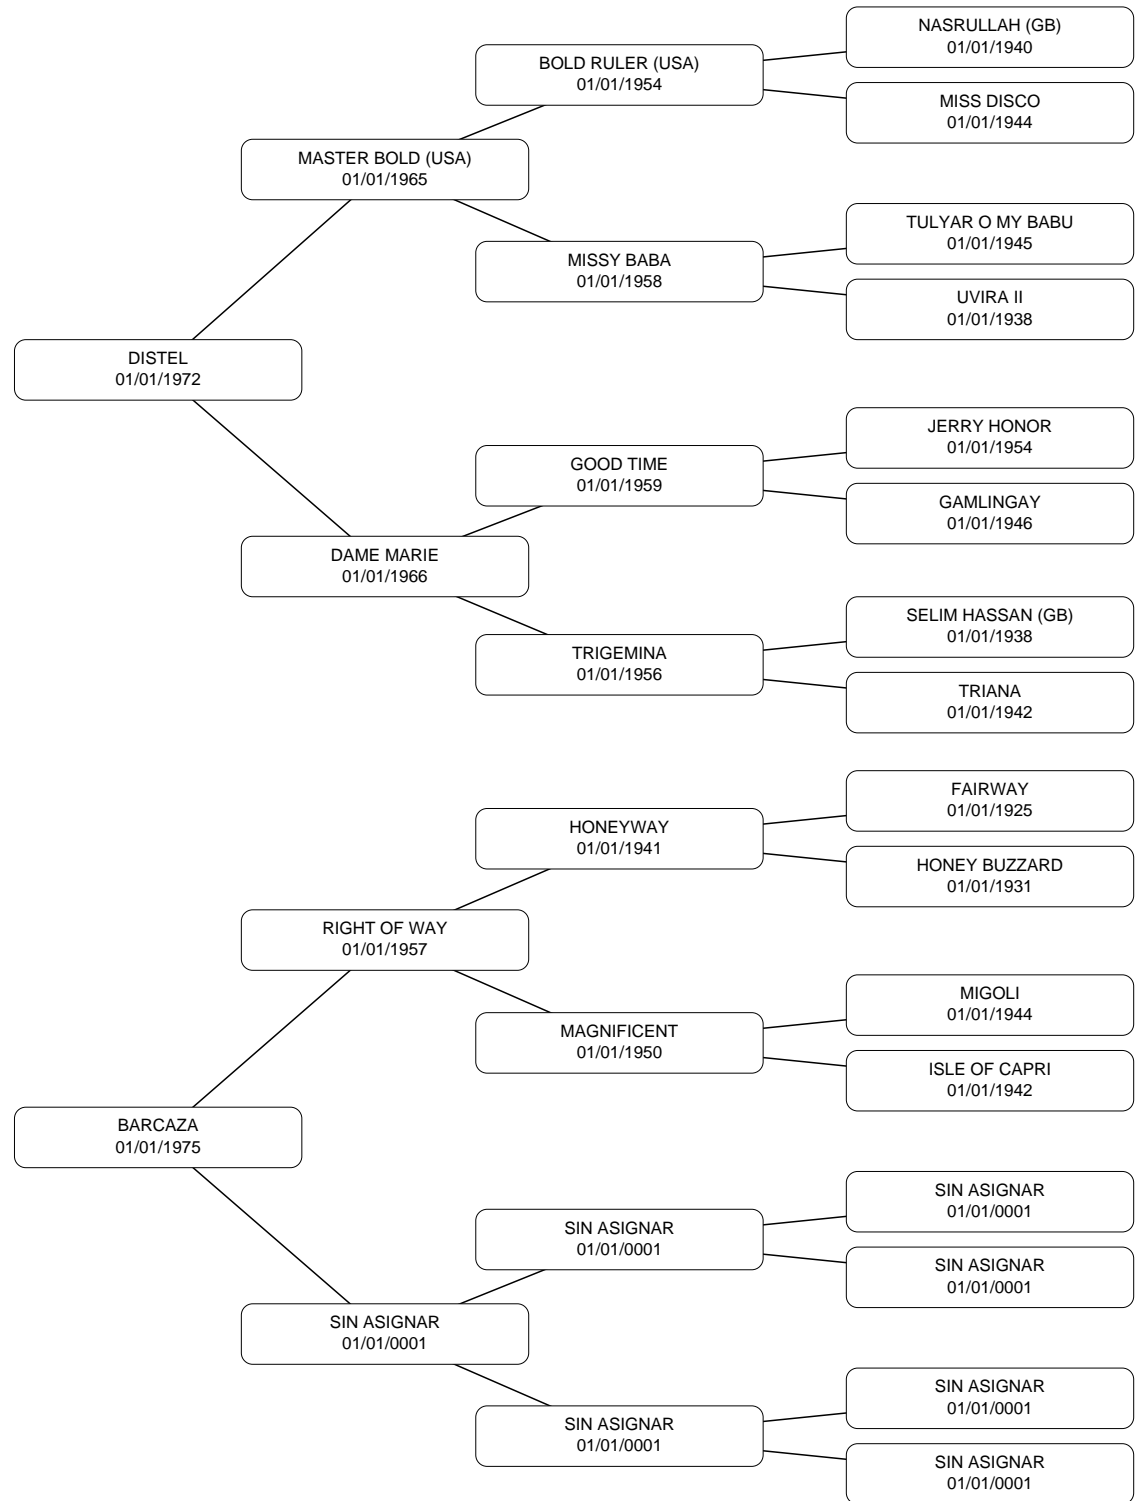 NASRULLAH (GB)
01/01/1940
BOLD RULER (USA)
01/01/1954
MISS DISCO
01/01/1944
MASTER BOLD (USA)
01/01/1965
TULYAR O MY BABU
01/01/1945
MISSY BABA
01/01/1958
UVIRA II
01/01/1938
DISTEL
01/01/1972
JERRY HONOR
01/01/1954
GOOD TIME
01/01/1959
GAMLINGAY
01/01/1946
DAME MARIE
01/01/1966
SELIM HASSAN (GB)
01/01/1938
TRIGEMINA
01/01/1956
TRIANA
01/01/1942
FAIRWAY
01/01/1925
HONEYWAY
01/01/1941
HONEY BUZZARD
01/01/1931
RIGHT OF WAY
01/01/1957
MIGOLI
01/01/1944
MAGNIFICENT
01/01/1950
ISLE OF CAPRI
01/01/1942
BARCAZA
01/01/1975
SIN ASIGNAR
01/01/0001
SIN ASIGNAR
01/01/0001
SIN ASIGNAR
01/01/0001
SIN ASIGNAR
01/01/0001
SIN ASIGNAR
01/01/0001
SIN ASIGNAR
01/01/0001
SIN ASIGNAR
01/01/0001